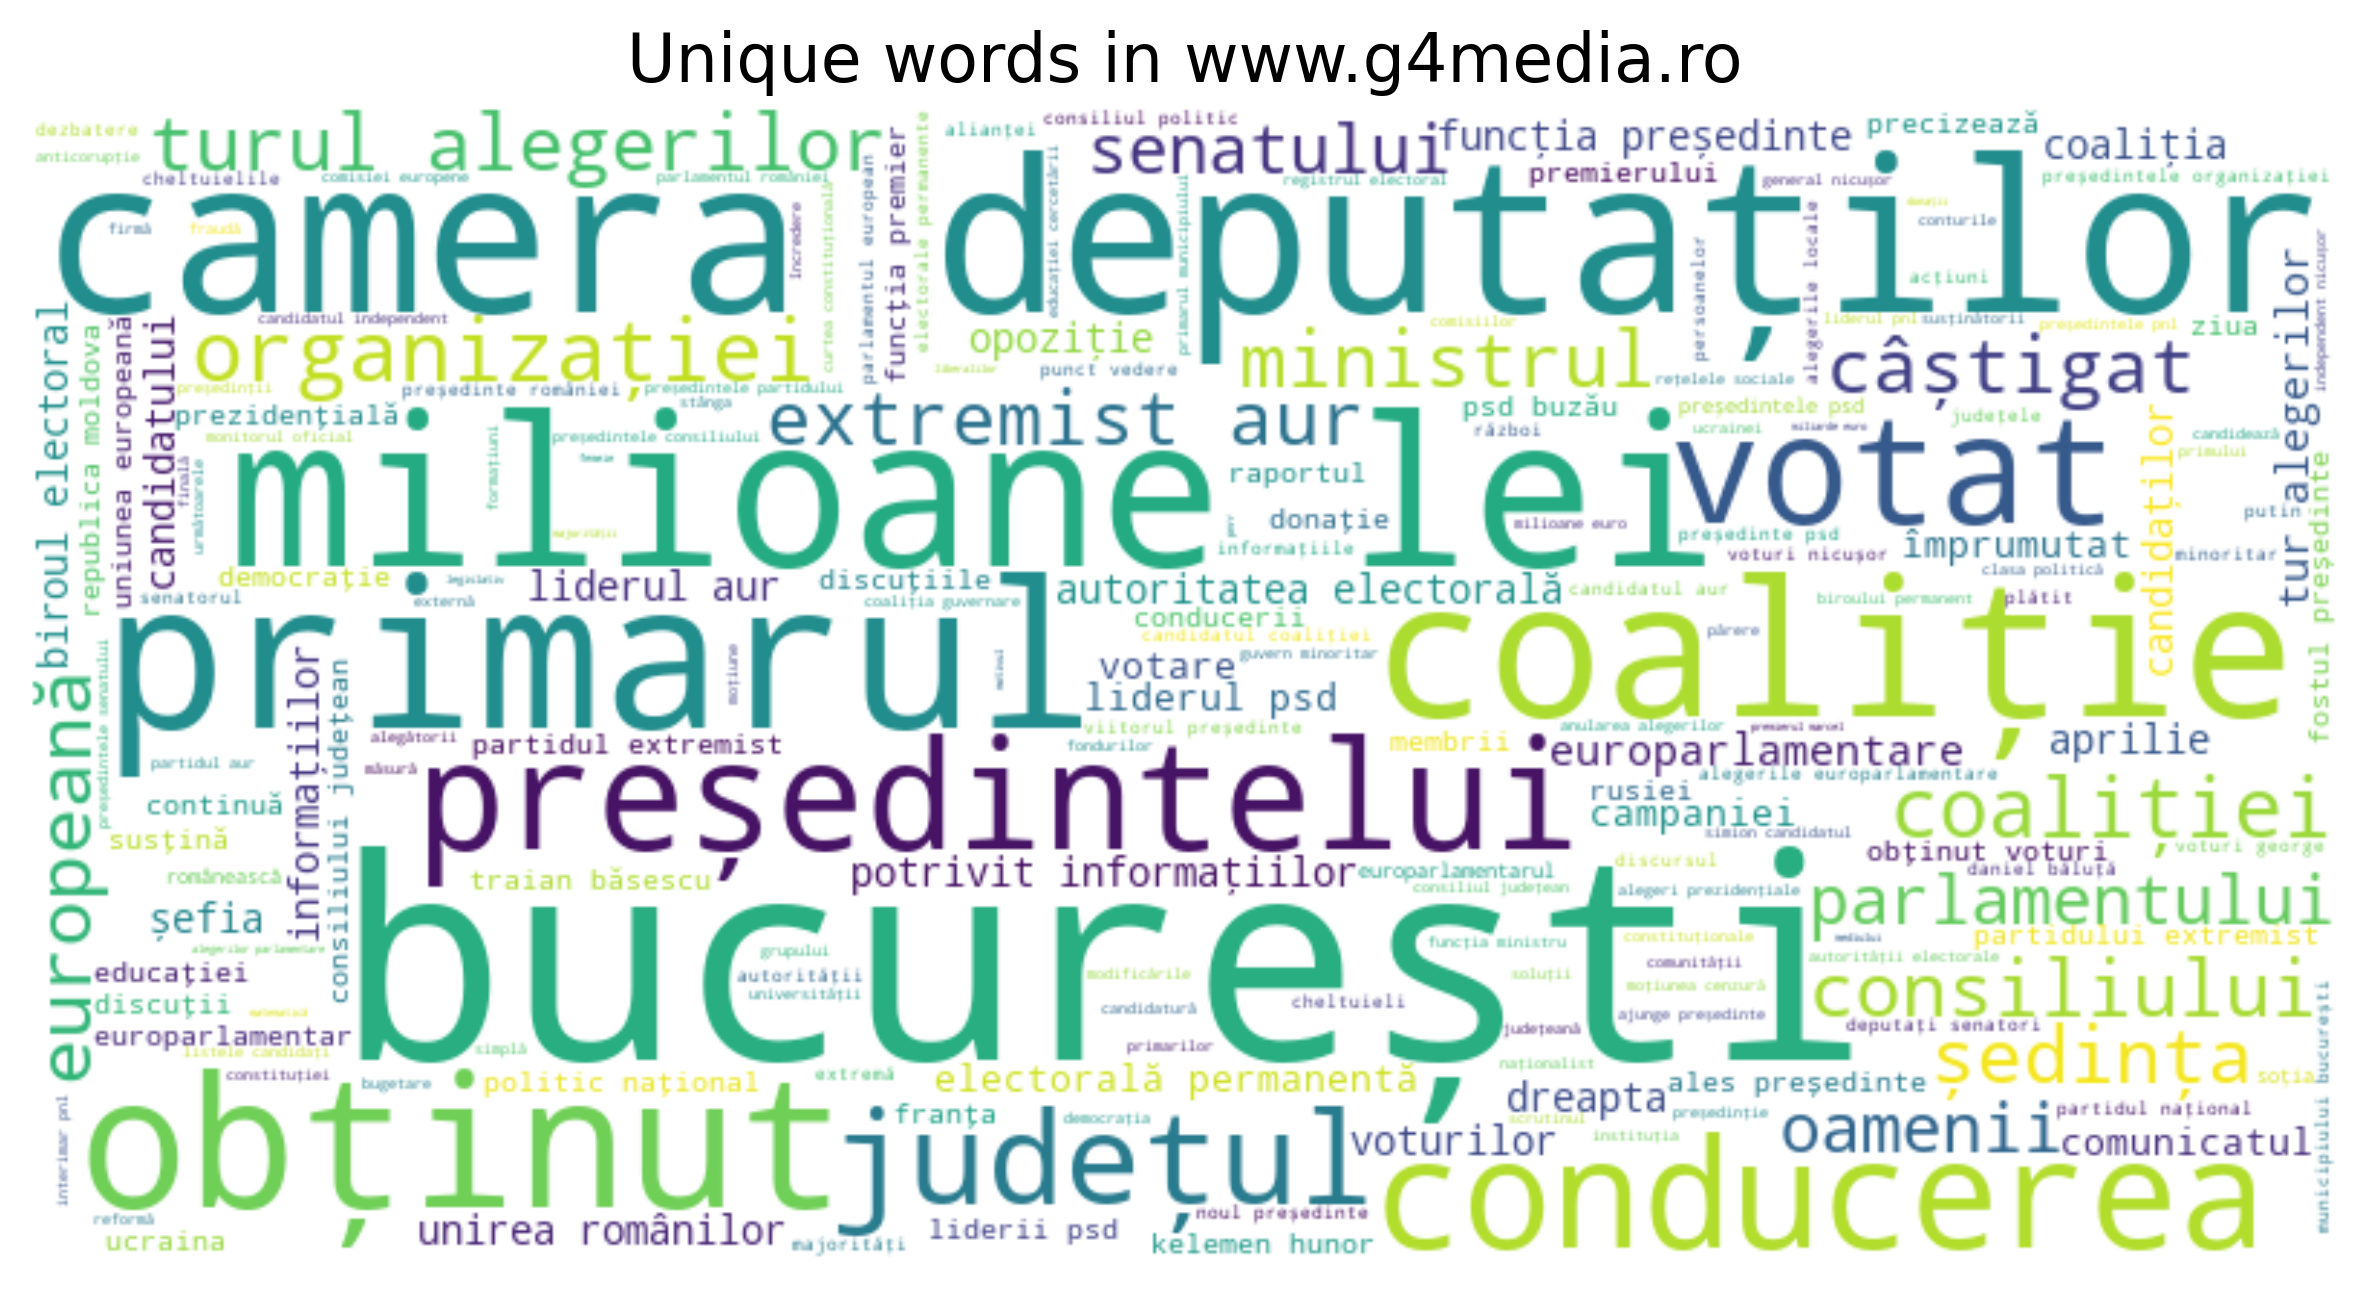 Unique words in www.g4media.ro
dezbatere
anticorupție
turul alegerilor
cheltuielile
comisiei europene
parlamentul româniei
firmă
fraudă
camera deputaților
încredere
curtea constituțională
parlamentul european
funcția premier
electorale permanente
alianței
consiliul politic
educației cercetării
primarul municipiului
senatului
registrul electoral
funcția președinte
premierului
general nicușor
precizează
coaliția
președintele organizației
donații
conturile
acțiuni
persoanelor
alegerile locale
independent nicușor
biroul electoral
republica moldova
uniunea europeană
candidatului
candidatul independent
organizației
președinții
președinte româniei
președintele partidului
liberalilor
opoziție
punct vedere
comisiilor
ministrul
rețelele sociale
liderul pnl
susținătorii
președintele pnl
ziua
câștigat
tur alegerilor
prezidențială
monitorul oficial
stânga
președintele consiliului
femeie
extremist aur
psd buzău
război
președintele psd
ucrainei
miliarde euro
județele
candidează
primului
finală
următoarele
formațiuni
milioane lei
majorității
raportul
donație
informațiile
milioane euro
votat
președinte psd
voturi nicușor
împrumutat
candidaților
putin
minoritar
fostul președinte
democrație
senatorul
legislativ
externă
liderul aur
discuțiile
coaliția guvernare
autoritatea electorală
candidatul aur
clasa politică
biroului permanent
plătit
primarul
conducerii
candidatul coaliției
votare
guvern minoritar
liderul psd
moțiune
părere
coaliție
europeană
președintele senatului
informațiilor
consiliului județean
alegătorii
măsură
partidul extremist
viitorul președinte
fondurilor
anularea alegerilor
premierul marcel
membrii
europarlamentare
aprilie
partidul aur
continuă
susțină
președintelui
rusiei
campaniei
alegerile europarlamentare
simion candidatul
coaliției
românească
traian băsescu
potrivit informațiilor
europarlamentarul
consiliul județean
discursul
alegeri prezidențiale
obținut voturi
voturi george
daniel băluță
șefia
alegerilor parlamentare
bucurești
parlamentului
partidului extremist
mediului
educației
discuții
europarlamentar
listele candidați
grupului
autorității
universității
modificările
candidatură
cheltuieli
primarilor
funcția ministru
soluții
constituționale
comunității
moțiunea cenzură
ajunge președinte
județeană
autorității electorale
consiliului
deputați senatori
municipiului bucurești
simplă
constituției
bugetare
politic național
extremă
electorală permanentă
naționalist
dreapta
ales președinte
ședința
soția
interimar pnl
obținut
franța
democrația
județul
voturilor
scrutinul
președinție
instituția
oamenii
partidul național
comunicatul
reformă
ucraina
unirea românilor
majorități
liderii psd
noul președinte
kelemen hunor
conducerea